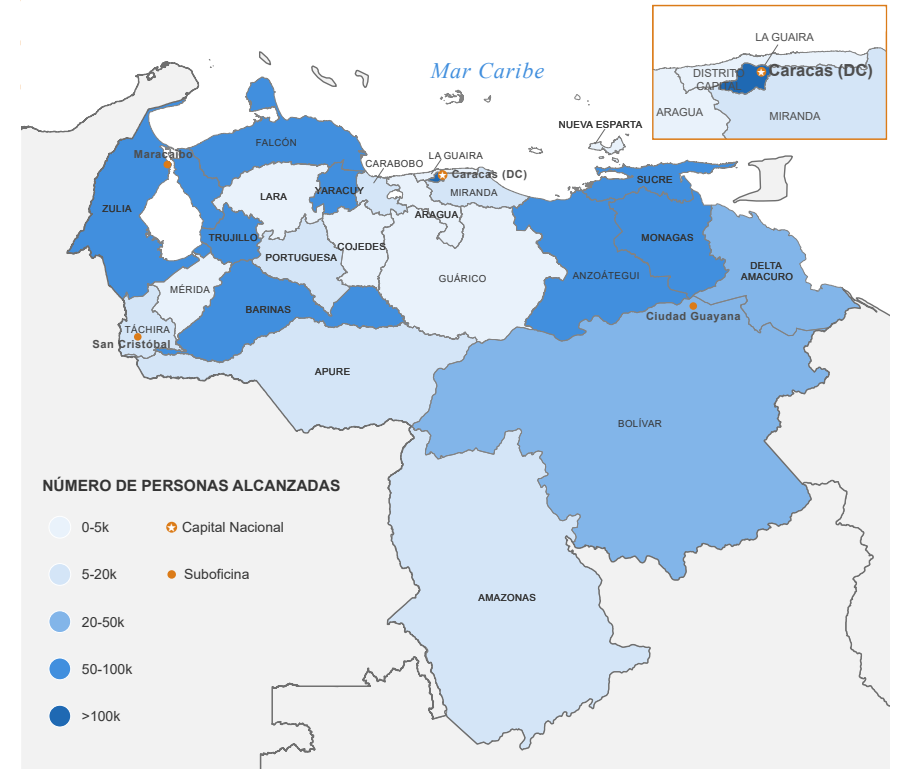 LA GUAIRA
Caracas (DC)
DISTRITO
CAPITAL
ARAGUA
MIRANDA
Mar Caribe
NUEVA ESPARTA
FALCÓN
Maracaibo
CARABOBO
LA GUAIRA
Caracas (DC)
SUCRE
ZULIA
LARA
YARACUY
MIRANDA
ARAGUA
TRUJILLO
PORTUGUESA
COJEDES
MONAGAS
DELTA
AMACURO
GUÁRICO
ANZOÁTEGUI
MÉRIDA
BARINAS
Ciudad Guayana
TÁCHIRA
San Cristóbal
APURE
BOLÍVAR
AMAZONAS
NÚMERO DE PERSONAS ALCANZADAS
0-5k
Capital Nacional
5-20k
Suboficina
20-50k
50-100k
>100k